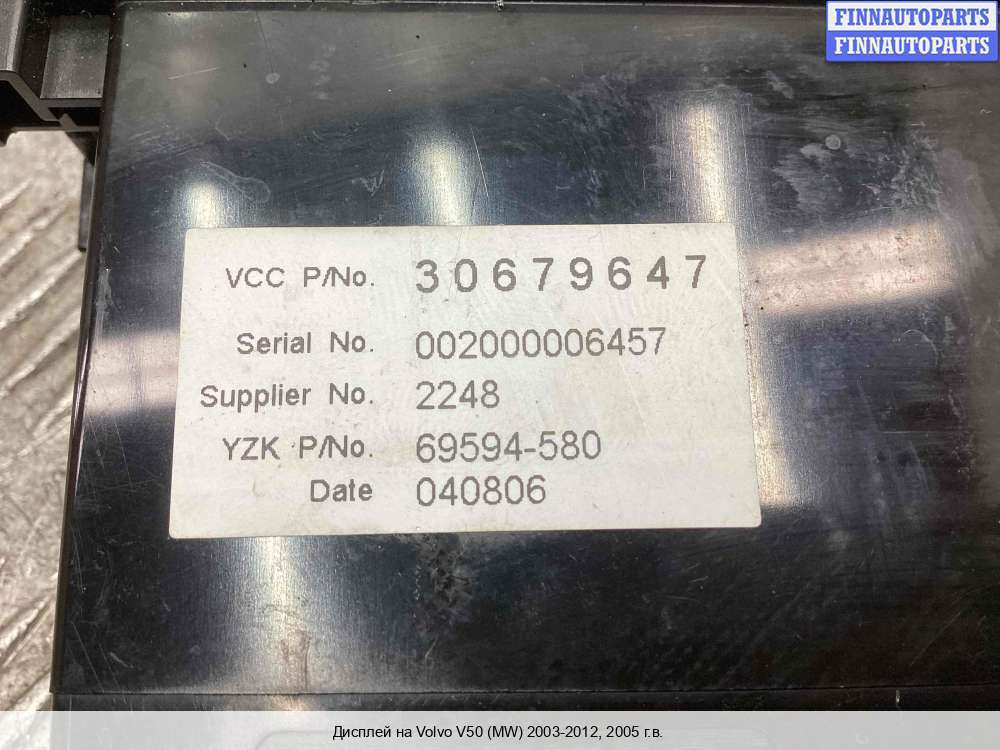 FINNAUTOPARTS
FINNAUTOPARTS
VCC P/No. 30679647
Serial No. 002000006457
Supplier No. 2248
YZK P/No. 69594-580
Date 040806
Дисплей на Volvo V50 (MW) 2003-2012, 2005 г.в.